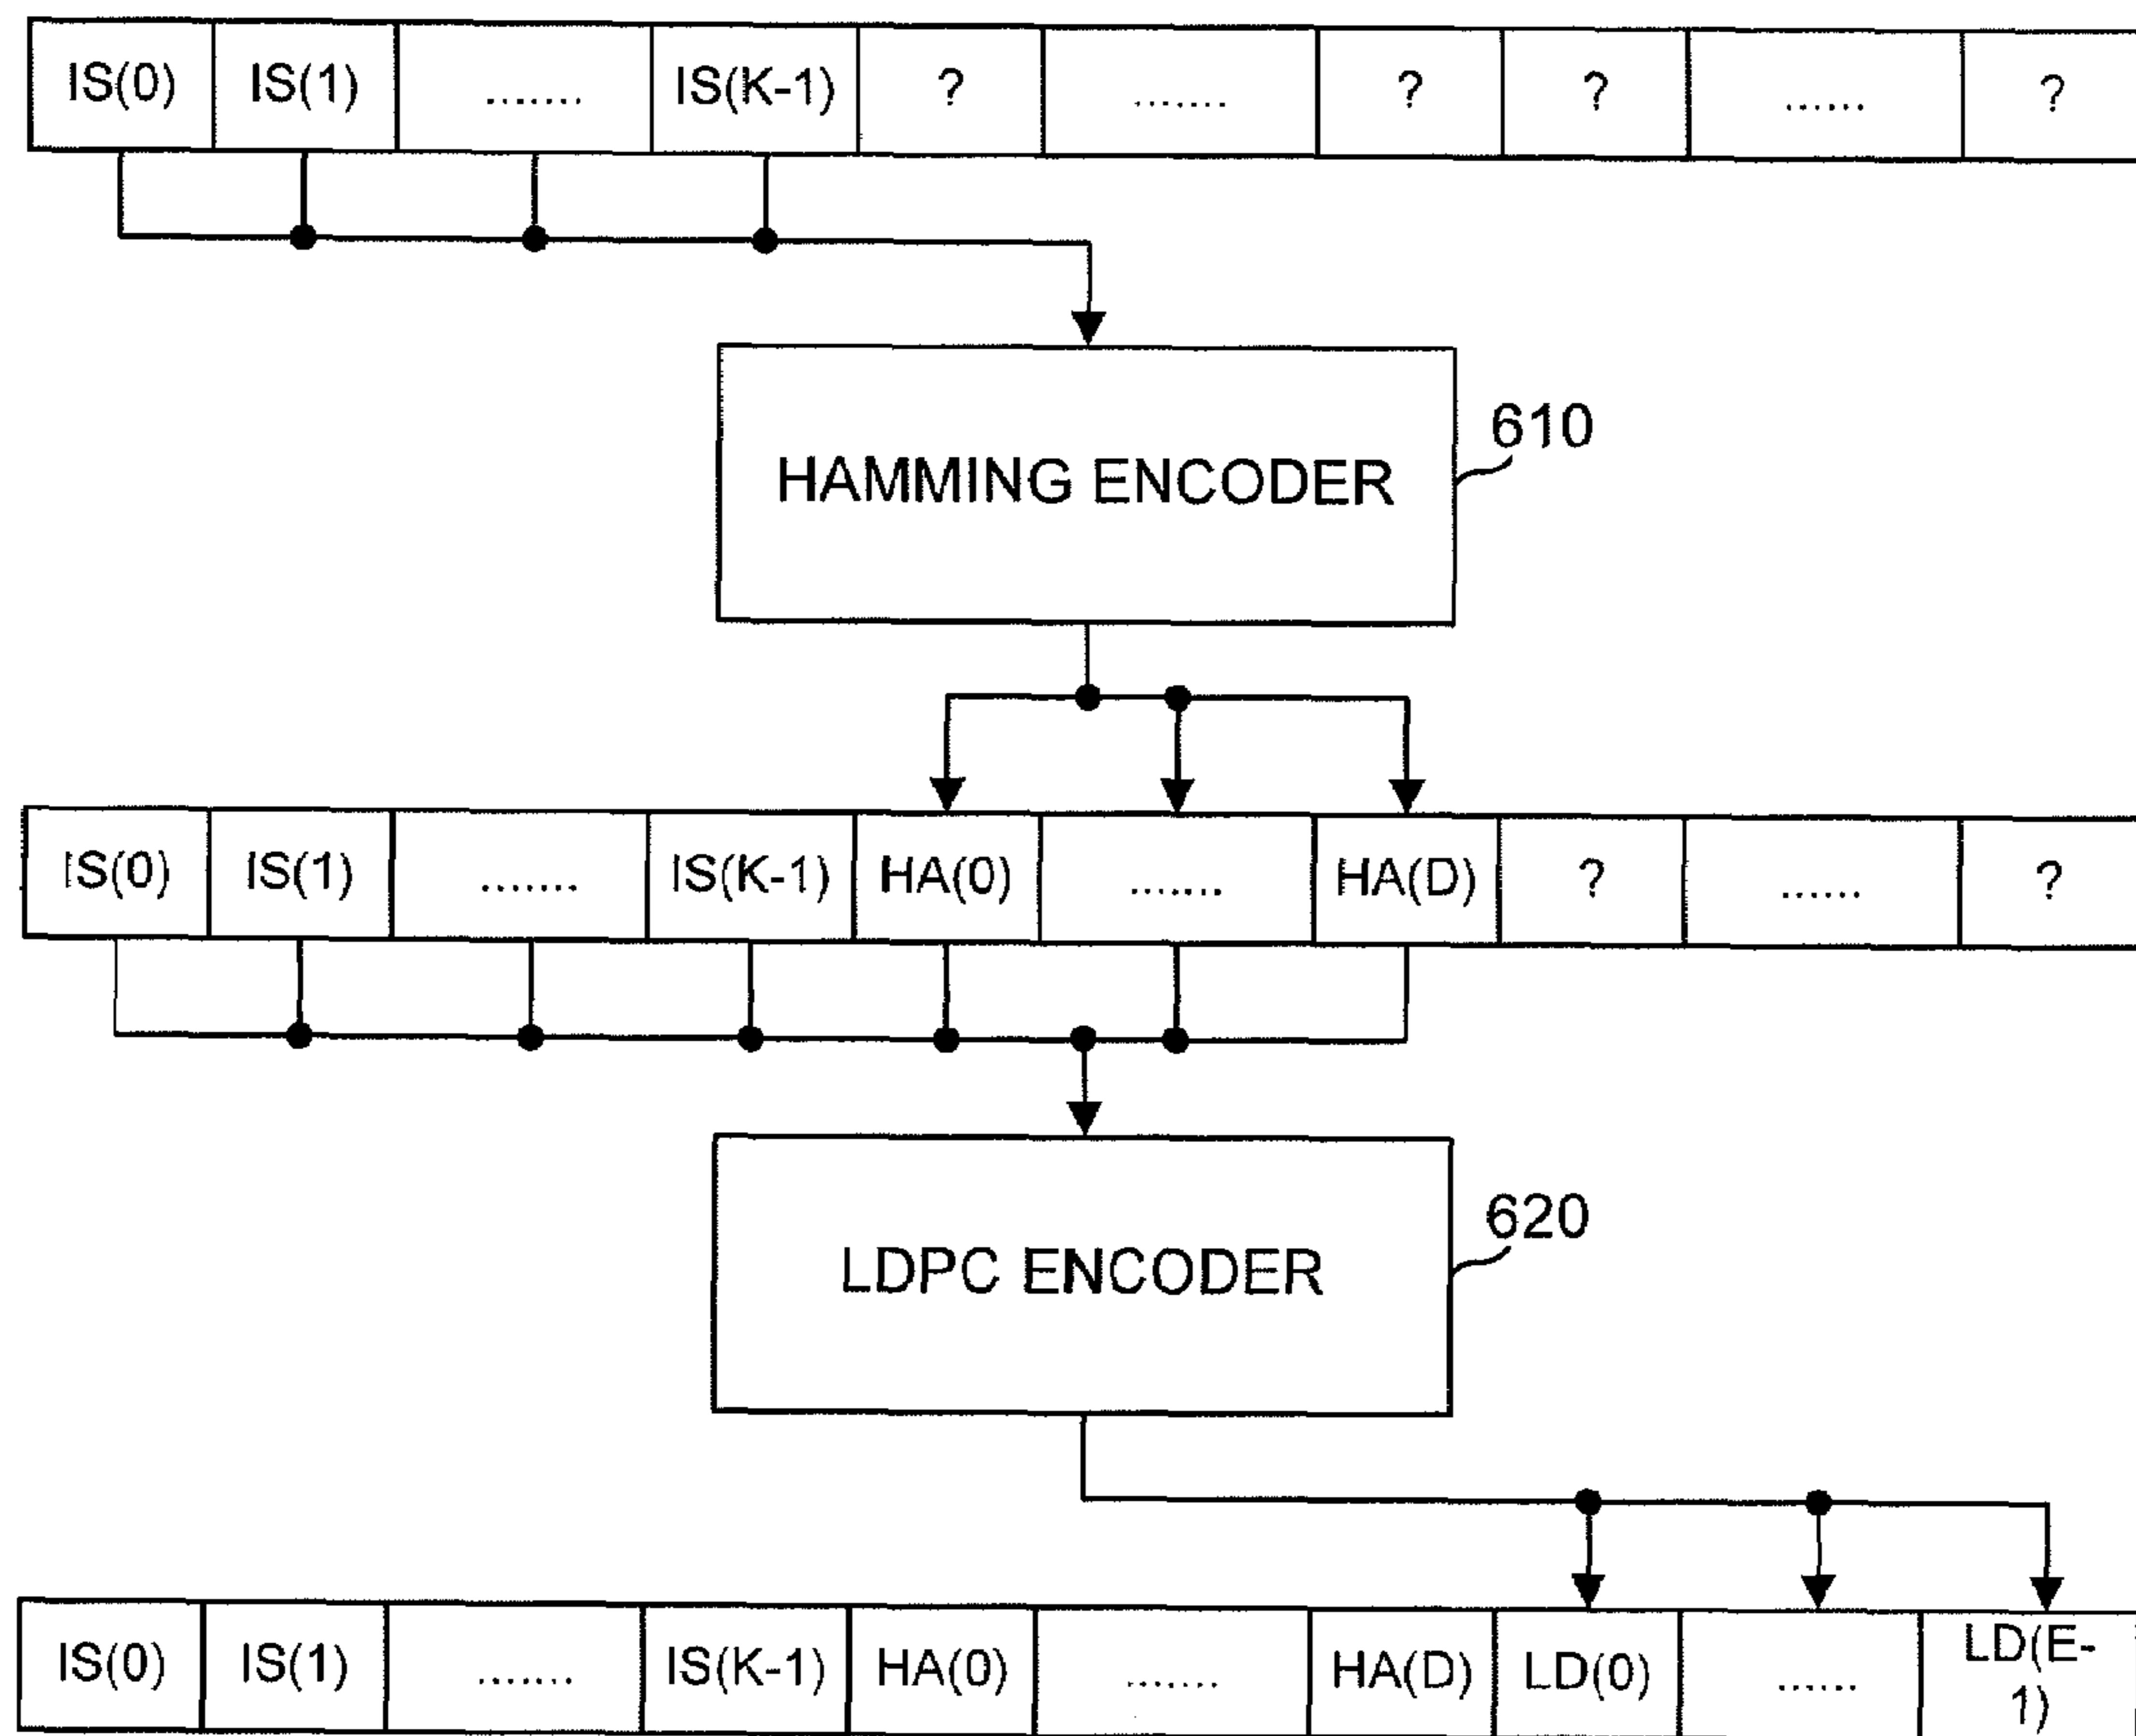 IS(0) IS(1) ....... IS(K-1) ? ....... ? ? ...... ?
HAMMING ENCODER
610
IS(0) IS(1) ....... IS(K-1) HA(0) ....... HA(D) ? ...... ?
LDPC ENCODER
620
IS(0) IS(1) ....... IS(K-1) HA(0) ....... HA(D) LD(0) ...... LD(E-
1)